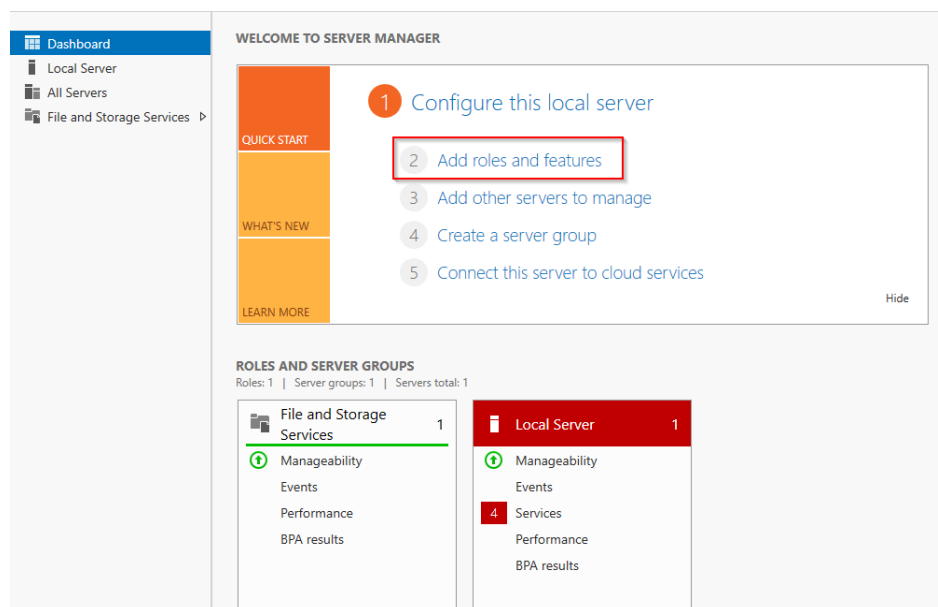 Dashboard
Local Server
All Servers
File and Storage Services
WELCOME TO SERVER MANAGER
QUICK START
WHAT'S NEW
LEARN MORE
1 Configure this local server
2 Add roles and features
3 Add other servers to manage
4 Create a server group
5 Connect this server to cloud services
Hide
ROLES AND SERVER GROUPS
Roles: 1 | Server groups: 1 | Servers total: 1
File and Storage
Services 1
Manageability
Events
Performance
BPA results
Local Server 1
Manageability
Events
4 Services
Performance
BPA results